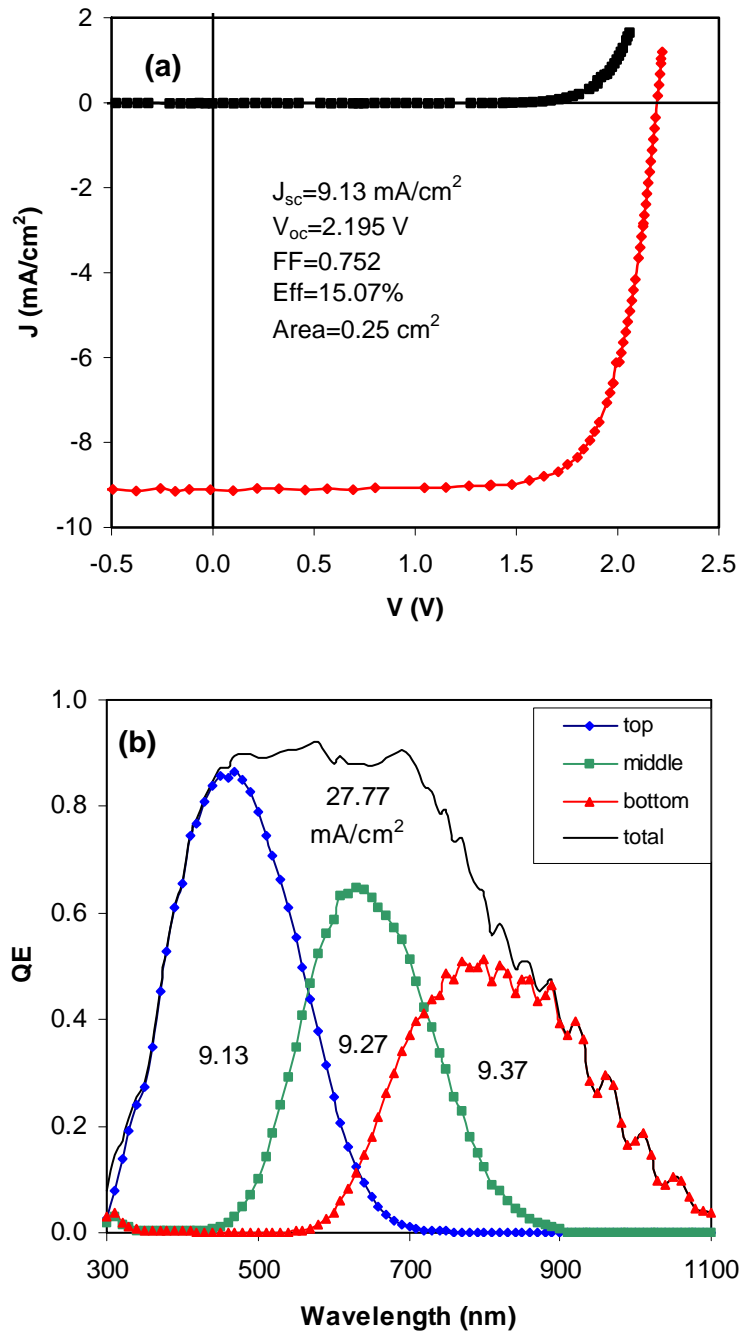 (a)
2
0
-2
-4
-6
-8
-10
J (mA/cm²)
J_sc=9.13 mA/cm²
V_oc=2.195 V
FF=0.752
Eff=15.07%
Area=0.25 cm²
-0.5 0.0 0.5 1.0 1.5 2.0 2.5
V (V)
(b)
1.0
0.8
0.6
0.4
0.2
0.0
QE
top
middle
bottom
total
27.77
mA/cm²
9.13
9.27
9.37
300 500 700 900 1100
Wavelength (nm)